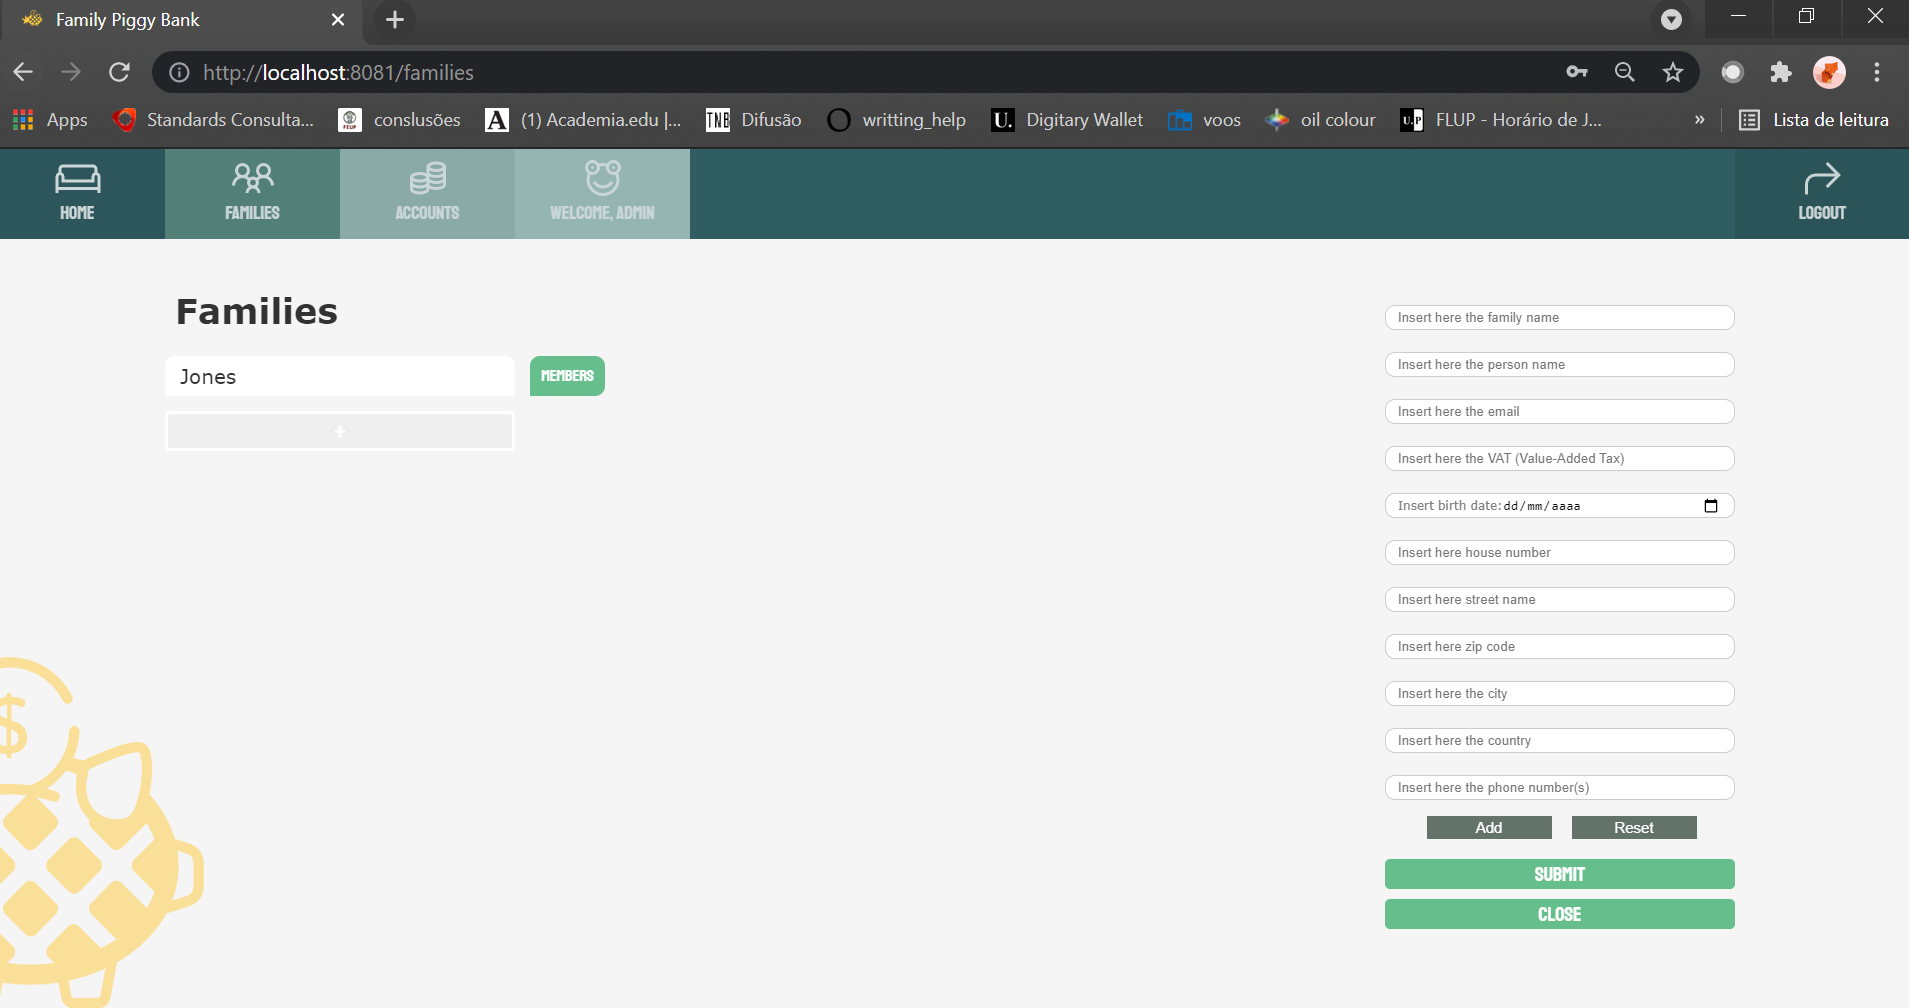 Family Piggy Bank
http://localhost:8081/families
Apps Standards Consulta... conslusões (1) Academia.edu |... Difusão writting_help Digitary Wallet voos oil colour FLUP - Horário de J... » Lista de leitura
HOME FAMILIES ACCOUNTS WELCOME, ADMIN LOGOUT
Families
Jones MEMBERS
+
Insert here the family name
Insert here the person name
Insert here the email
Insert here the VAT (Value-Added Tax)
Insert birth date: dd/mm/aaaa
Insert here house number
Insert here street name
Insert here zip code
Insert here the city
Insert here the country
Insert here the phone number(s)
Add Reset
SUBMIT
CLOSE
$